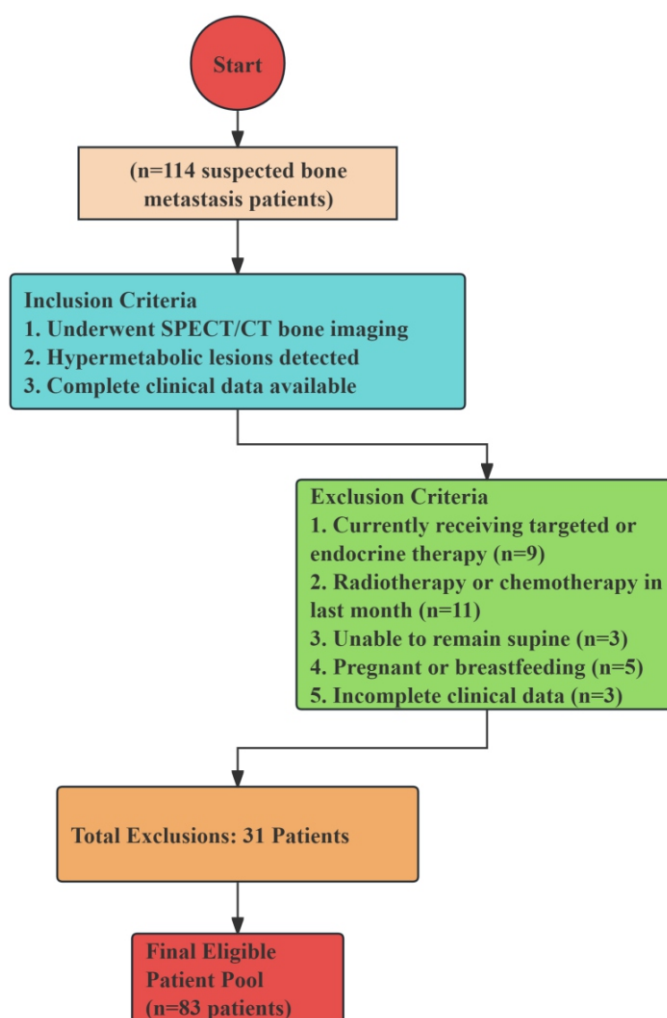 Start
(n=114 suspected bone
metastasis patients)
Inclusion Criteria
1. Underwent SPECT/CT bone imaging
2. Hypermetabolic lesions detected
3. Complete clinical data available
Exclusion Criteria
1. Currently receiving targeted or
endocrine therapy (n=9)
2. Radiotherapy or chemotherapy in
last month (n=11)
3. Unable to remain supine (n=3)
4. Pregnant or breastfeeding (n=5)
5. Incomplete clinical data (n=3)
Total Exclusions: 31 Patients
Final Eligible
Patient Pool
(n=83 patients)